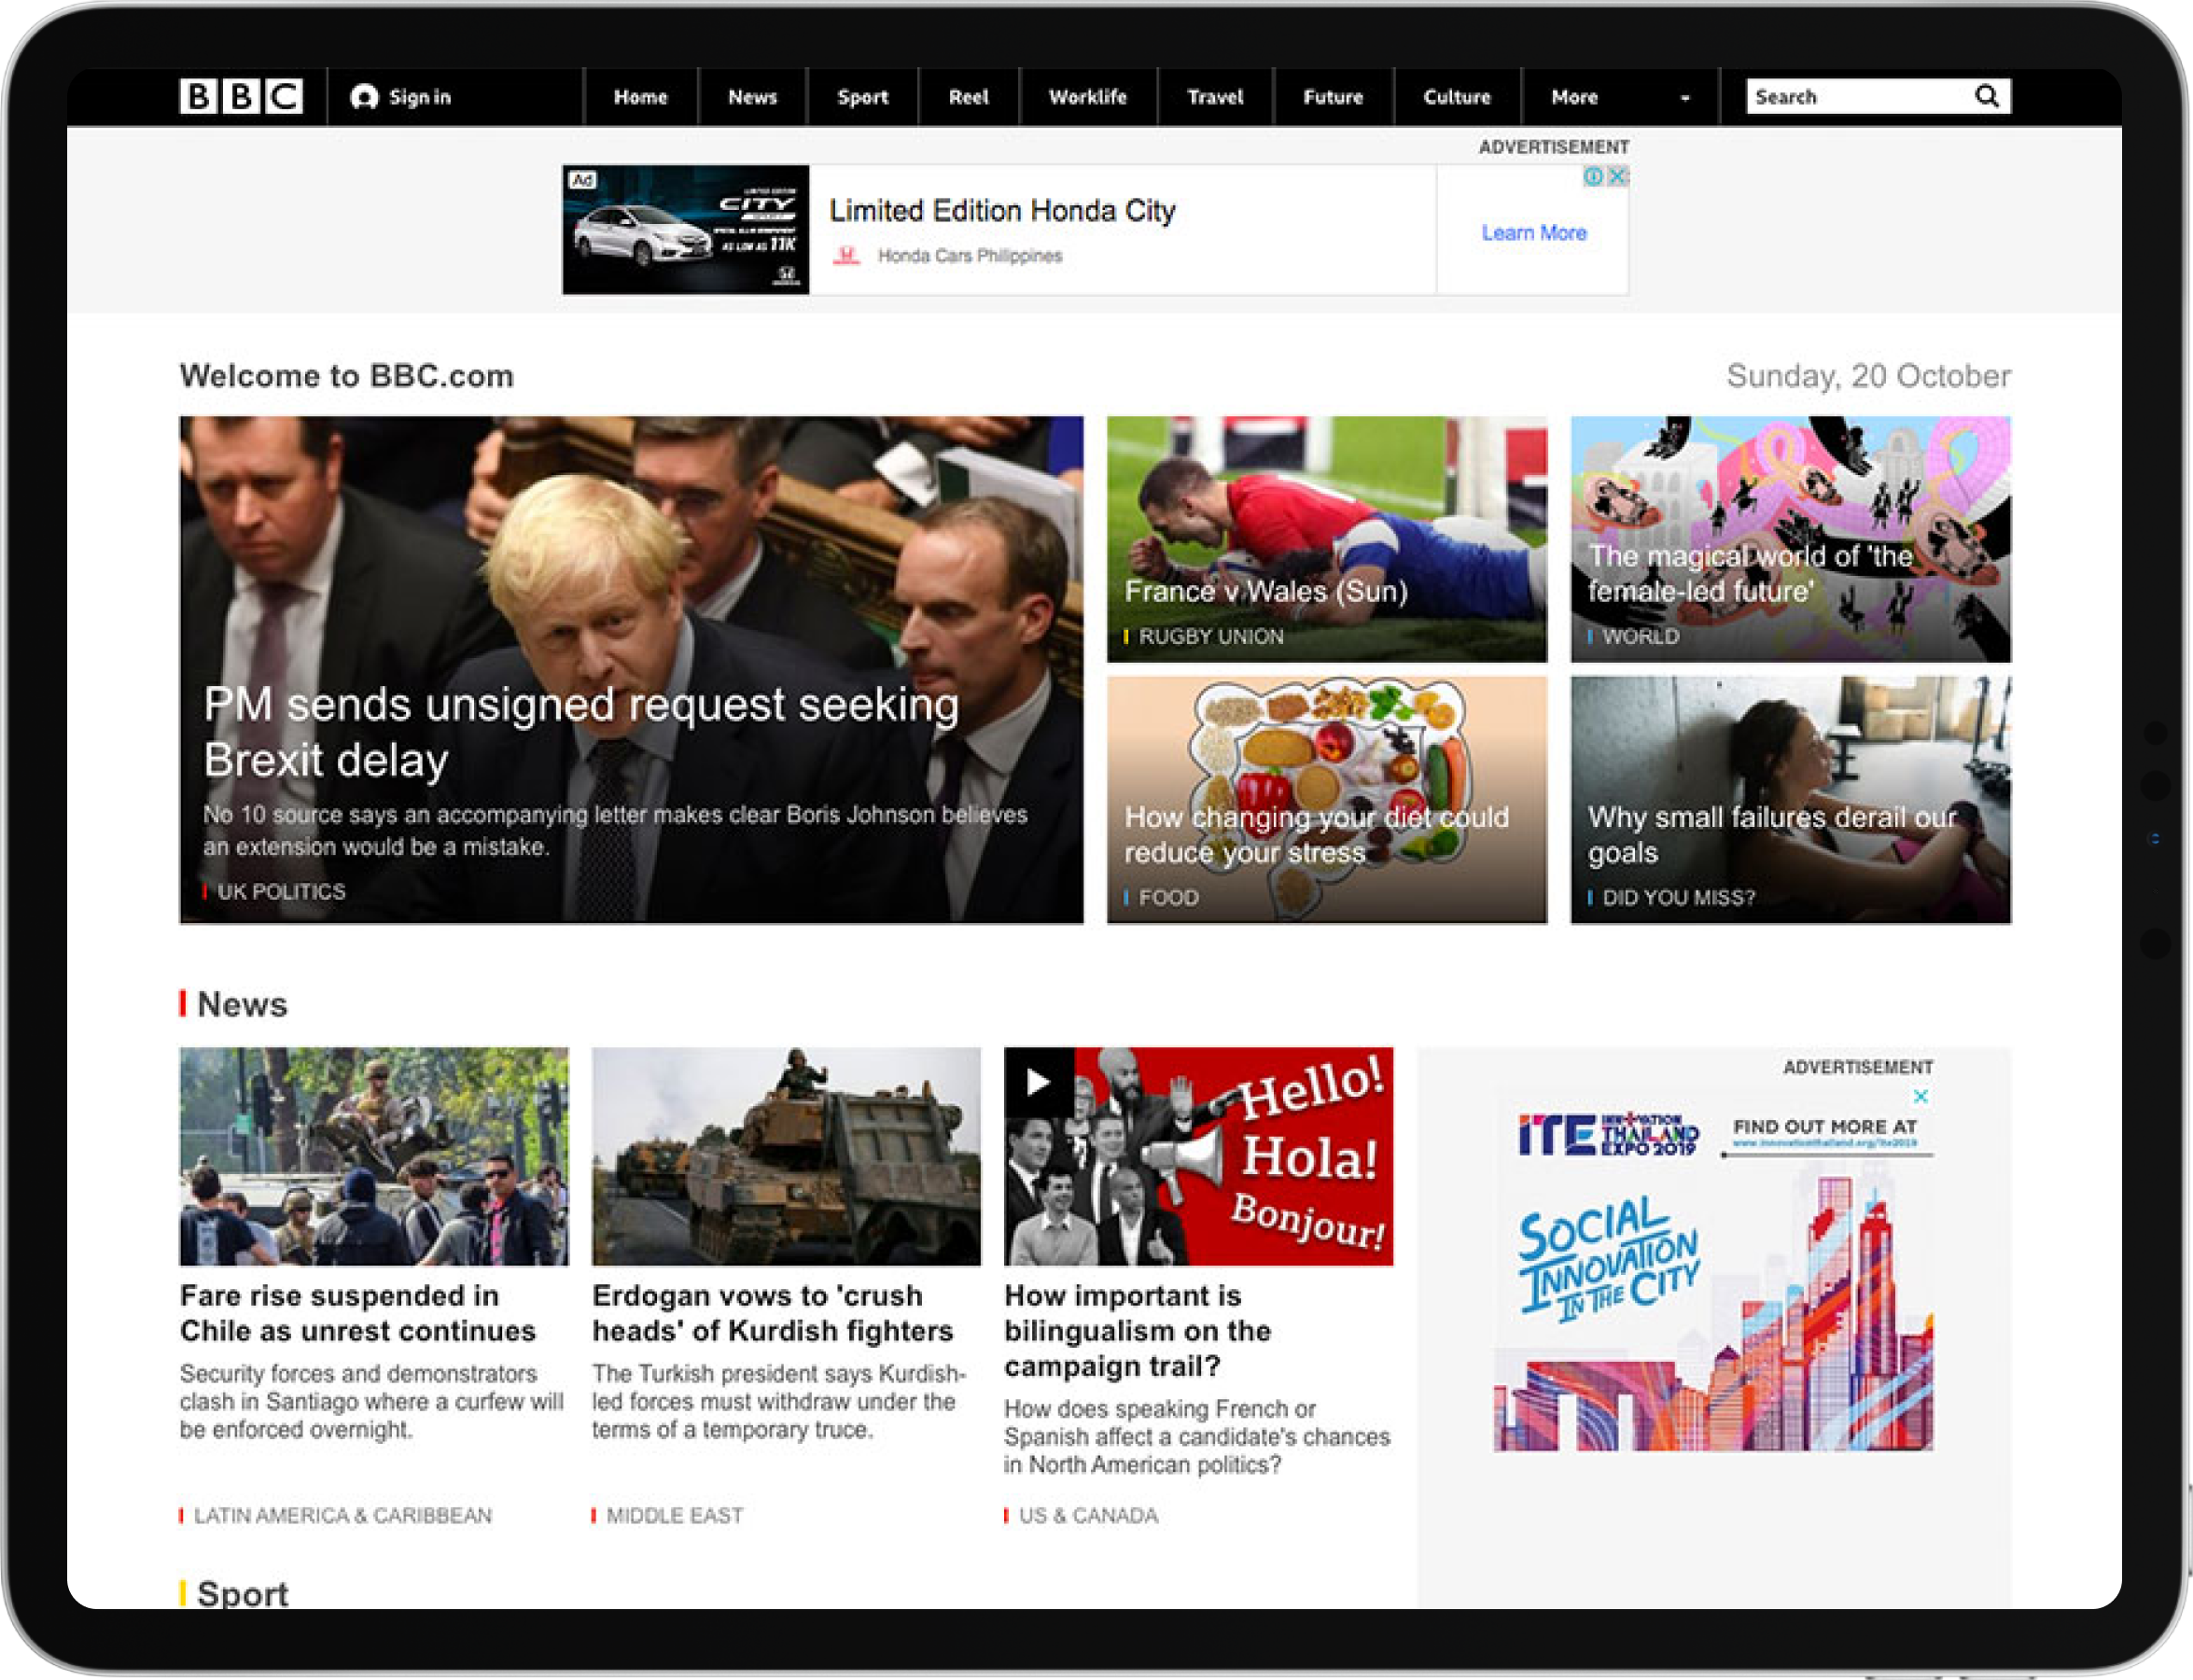 BBC
Sign in
Home
News
Sport
Reel
Worklife
Travel
Future
Culture
More
Search
ADVERTISEMENT
Ad
CITY
AS LOW AS 11K
Limited Edition Honda City
Honda Cars Philippines
Learn More
Welcome to BBC.com
Sunday, 20 October
PM sends unsigned request seeking
Brexit delay
No 10 source says an accompanying letter makes clear Boris Johnson believes
an extension would be a mistake.
UK POLITICS
France v Wales (Sun)
RUGBY UNION
The magical world of 'the
female-led future'
WORLD
How changing your diet could
reduce your stress
FOOD
Why small failures derail our
goals
DID YOU MISS?
News
Fare rise suspended in
Chile as unrest continues
Security forces and demonstrators
clash in Santiago where a curfew will
be enforced overnight.
LATIN AMERICA & CARIBBEAN
Erdogan vows to 'crush
heads' of Kurdish fighters
The Turkish president says Kurdish-
led forces must withdraw under the
terms of a temporary truce.
MIDDLE EAST
Hello!
Hola!
Bonjour!
How important is
bilingualism on the
campaign trail?
How does speaking French or
Spanish affect a candidate's chances
in North American politics?
US & CANADA
ADVERTISEMENT
ITE INNOVATION
THAILAND
EXPO 2019
FIND OUT MORE AT
www.innovationthailand.org/ite2019
SOCIAL
INNOVATION
IN THE CITY
Sport